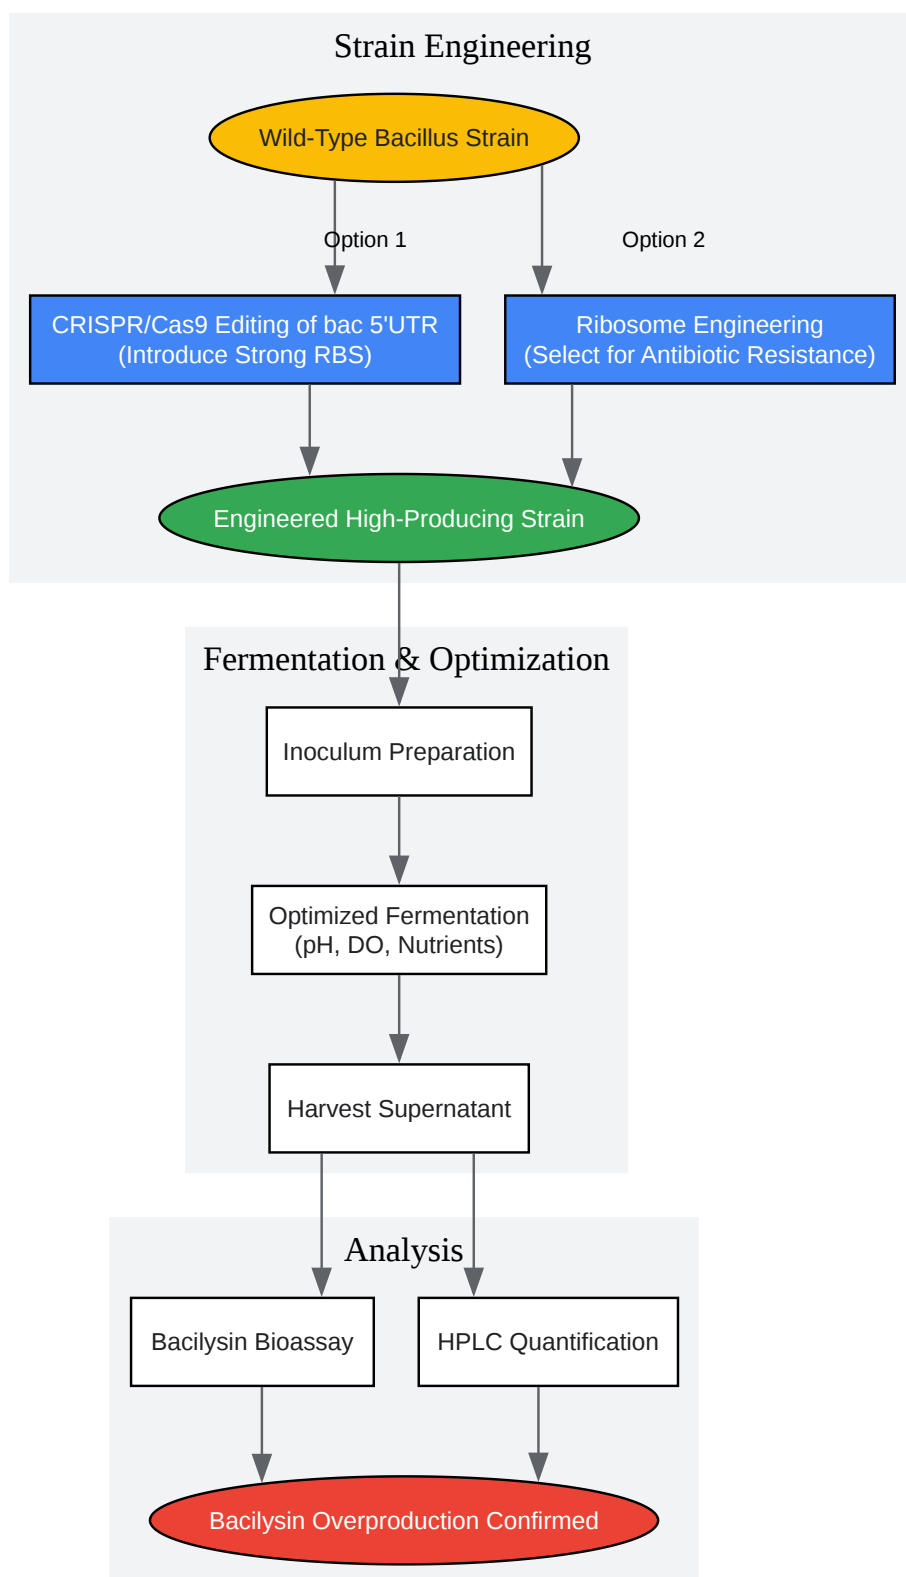 Strain Engineering
Wild-Type Bacillus Strain
Option 1
Option 2
CRISPR/Cas9 Editing of bac 5'UTR
(Introduce Strong RBS)
Ribosome Engineering
(Select for Antibiotic Resistance)
Engineered High-Producing Strain
Fermentation & Optimization
Inoculum Preparation
Optimized Fermentation
(pH, DO, Nutrients)
Harvest Supernatant
Analysis
Bacilysin Bioassay
HPLC Quantification
Bacilysin Overproduction Confirmed